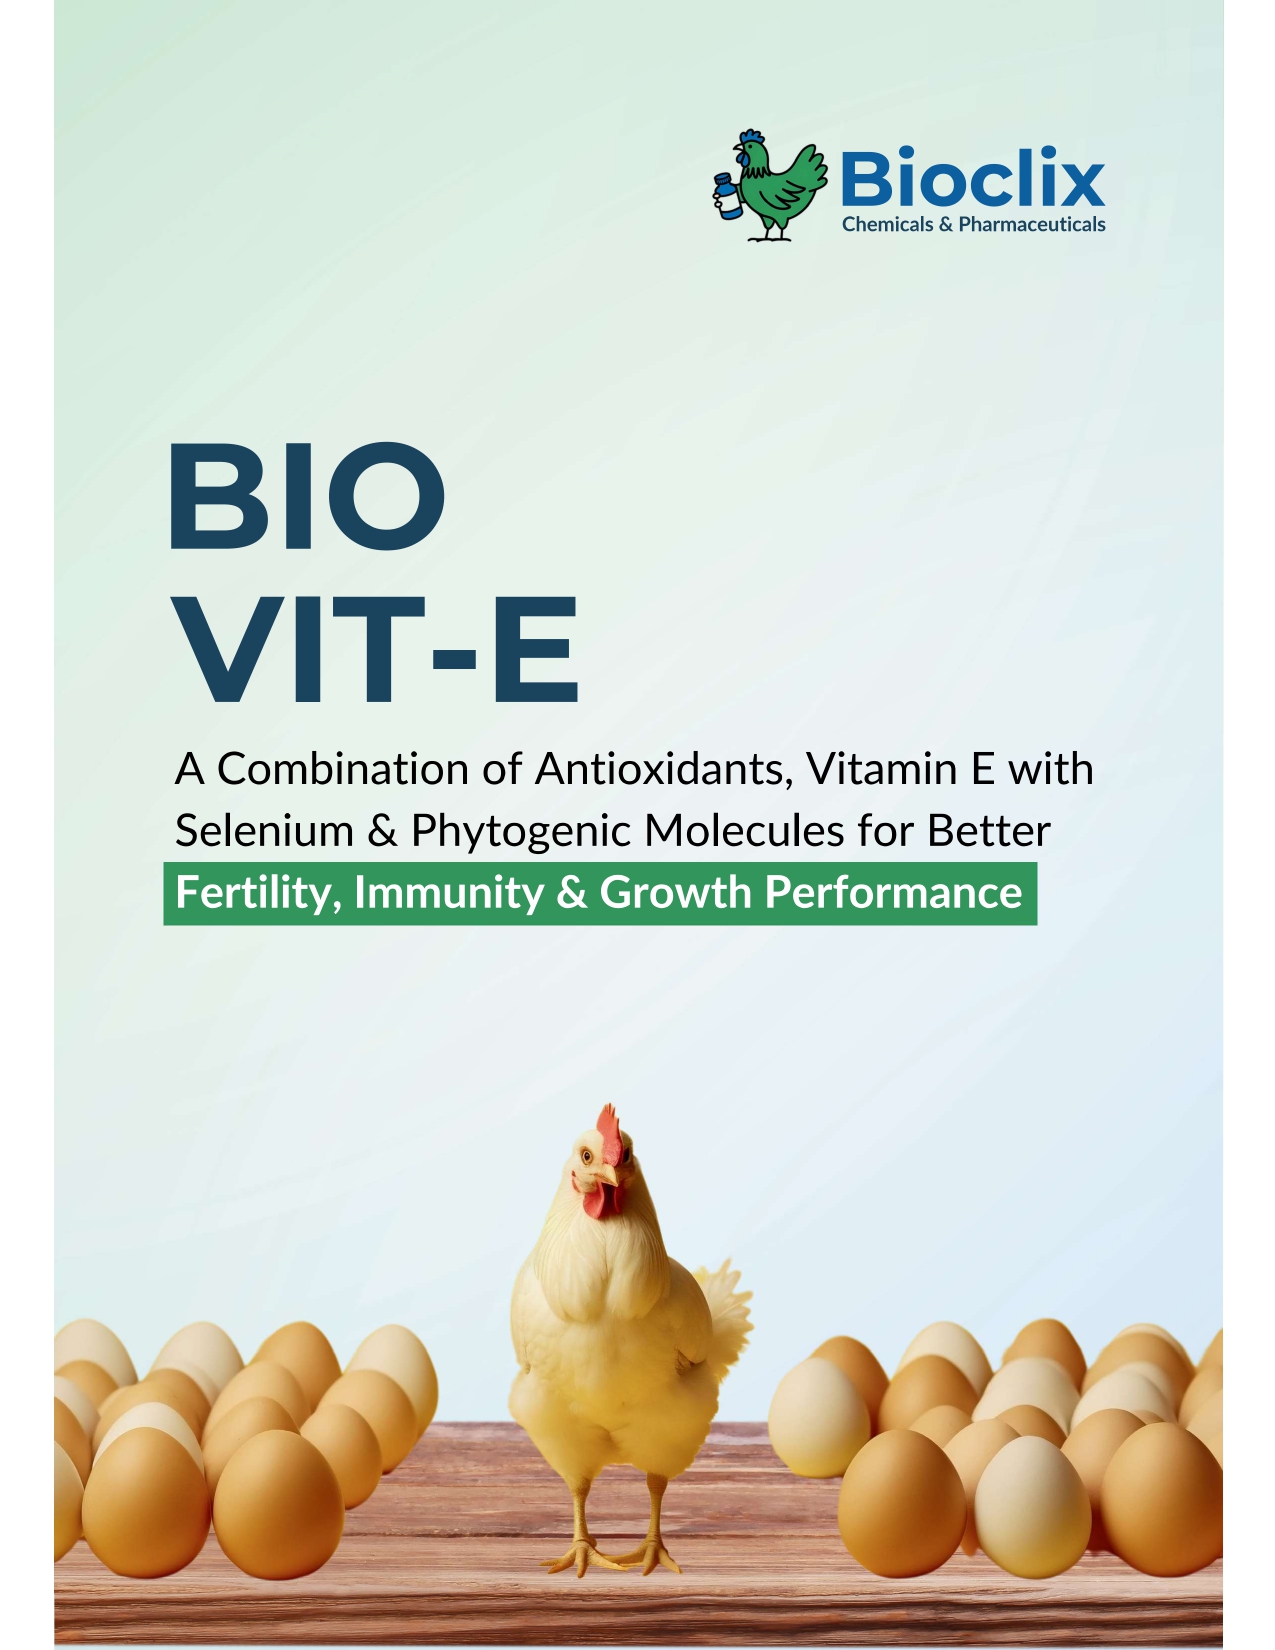 Bioclix
Chemicals & Pharmaceuticals
BIO
VIT-E
A Combination of Antioxidants, Vitamin E with
Selenium & Phytogenic Molecules for Better
Fertility, Immunity & Growth Performance